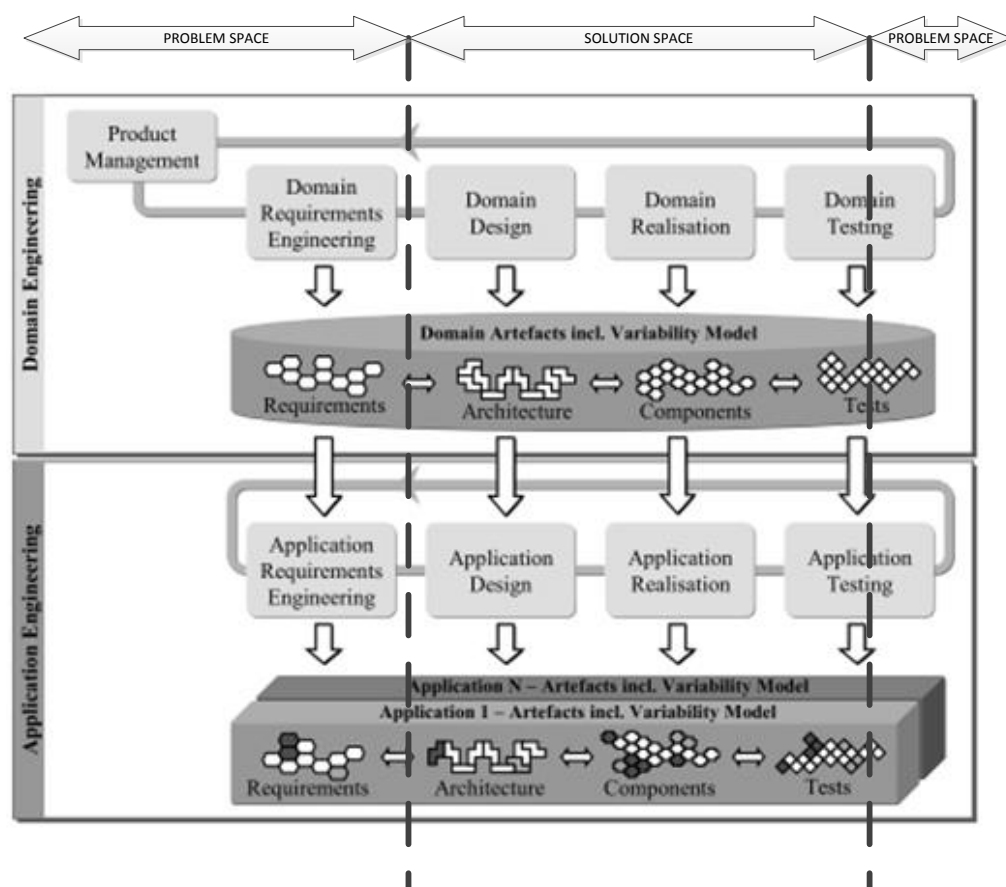 PROBLEM SPACE
SOLUTION SPACE
PROBLEM SPACE
Domain Engineering
Product
Management
Domain
Requirements
Engineering
Domain
Design
Domain
Realisation
Domain
Testing
Domain Artefacts incl. Variability Model
Requirements
Architecture
Components
Tests
Application Engineering
Application
Requirements
Engineering
Application
Design
Application
Realisation
Application
Testing
Application N – Artefacts incl. Variability Model
Application 1 – Artefacts incl. Variability Model
Requirements
Architecture
Components
Tests